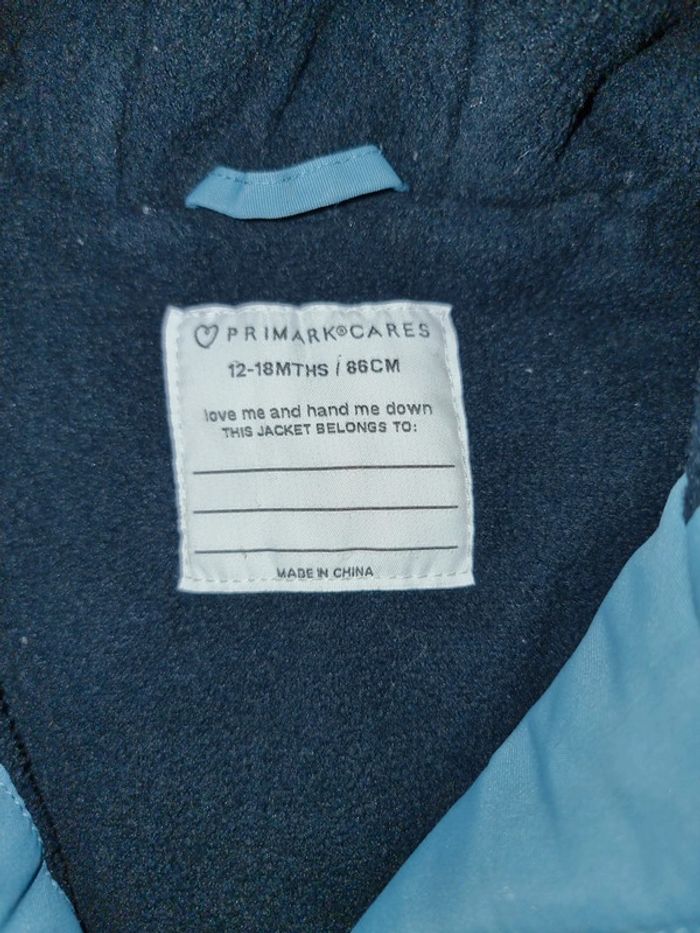 PRIMARK®CARES
12-18MTHS / 86CM
love me and hand me down
THIS JACKET BELONGS TO:
MADE IN CHINA